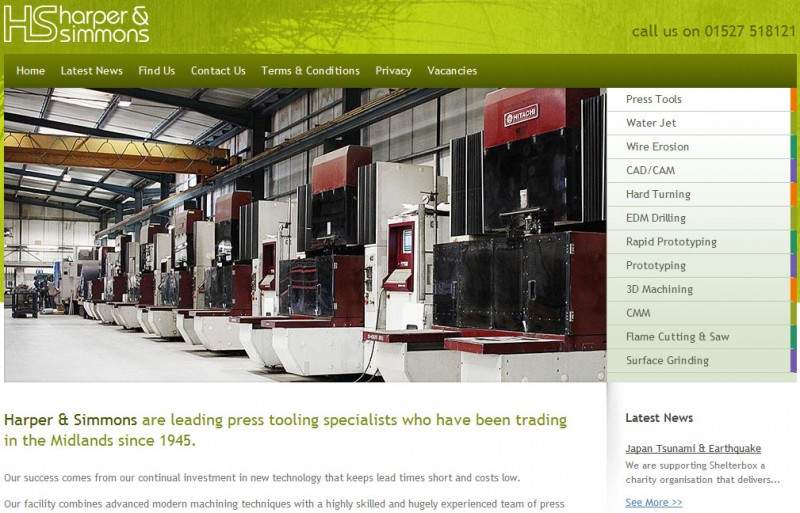 HS harper &
simmons
call us on 01527 518121
Home Latest News Find Us Contact Us Terms & Conditions Privacy Vacancies
HITACHI
Press Tools
Water Jet
Wire Erosion
CAD/CAM
Hard Turning
EDM Drilling
Rapid Prototyping
Prototyping
3D Machining
CMM
Flame Cutting & Saw
Surface Grinding
Harper & Simmons are leading press tooling specialists who have been trading
in the Midlands since 1945.
Our success comes from our continual investment in new technology that keeps lead times short and costs low.
Our facility combines advanced modern machining techniques with a highly skilled and hugely experienced team of press
Latest News
Japan Tsunami & Earthquake
We are supporting Shelterbox a
charity organisation that delivers...
See More >>